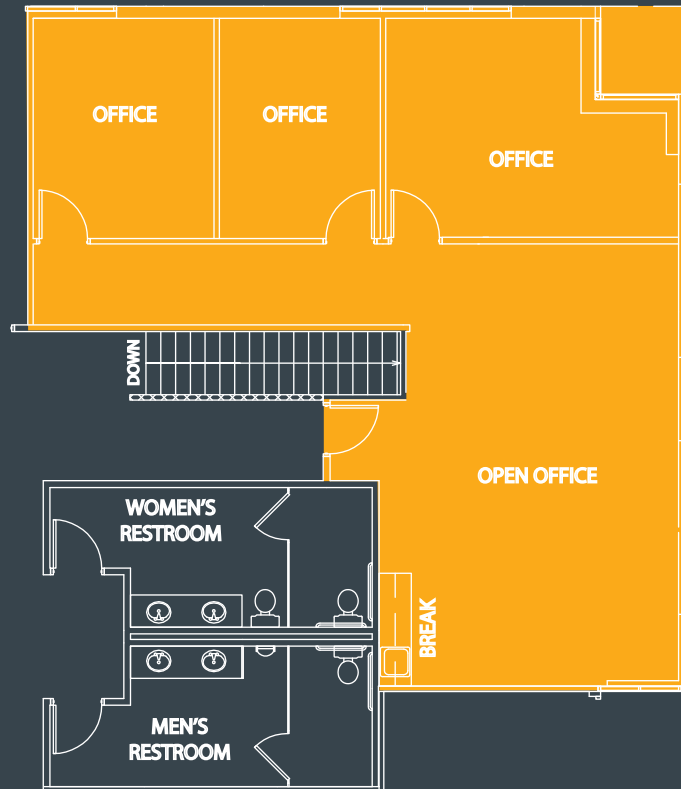 OFFICE
OFFICE
OFFICE
DOWN
OPEN OFFICE
WOMEN'S
RESTROOM
BREAK
MEN'S
RESTROOM